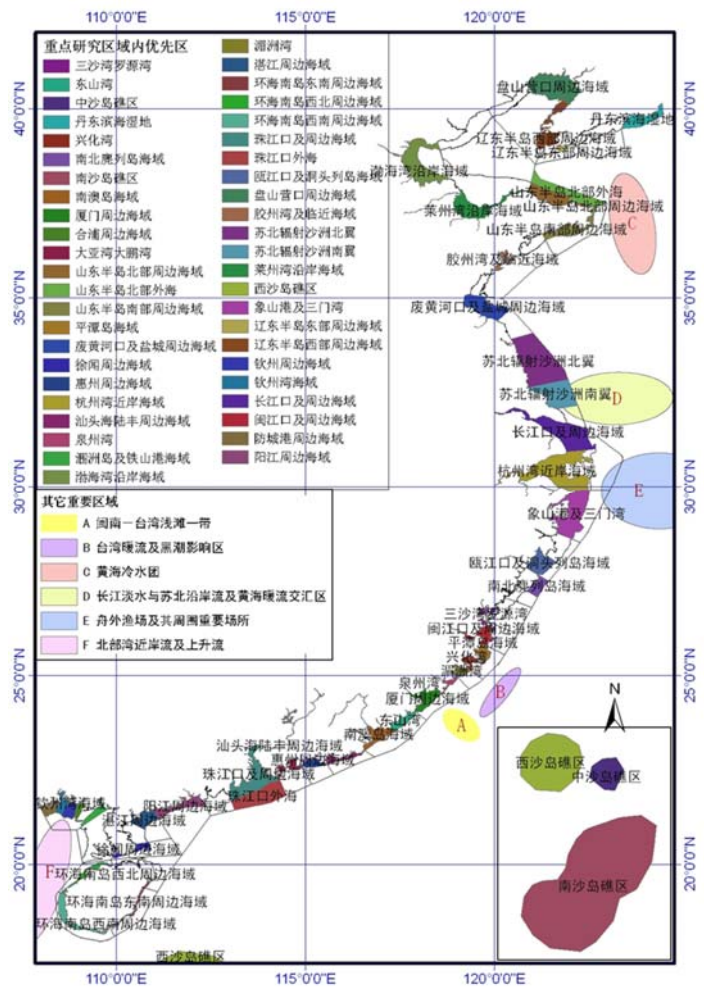 110°0'0"E 115°0'0"E 120°0'0"E
重点研究区域内优先区
三沙湾罗源湾
东山湾
中沙岛礁区
丹东滨海湿地
兴化湾
南北麂列岛海域
南沙岛礁区
南澳岛海域
厦门周边海域
合浦周边海域
大亚湾大鹏湾
山东半岛北部周边海域
山东半岛北部外海
山东半岛南部周边海域
平潭岛海域
废黄河口及盐城周边海域
徐闻周边海域
惠州周边海域
杭州湾近岸海域
汕头海陆丰周边海域
泉州湾
涠洲岛及铁山港海域
渤海湾沿岸海域
湄洲湾
湛江周边海域
环海南岛东南周边海域
环海南岛西北周边海域
环海南岛西南周边海域
珠江口及周边海域
珠江口外海
瓯江口及洞头列岛海域
盘山营口周边海域
胶州湾及临近海域
苏北辐射沙洲北翼
苏北辐射沙洲南翼
莱州湾沿岸海域
西沙岛礁区
象山港及三门湾
辽东半岛东部周边海域
辽东半岛西部周边海域
钦州周边海域
钦州湾海域
长江口及周边海域
闽江口及周边海域
防城港周边海域
阳江周边海域
其它重要区域
A 闽南－台湾浅滩一带
B 台湾暖流及黑潮影响区
C 黄海冷水团
D 长江淡水与苏北沿岸流及黄海暖流交汇区
E 舟外渔场及其周围重要场所
F 北部湾近岸流及上升流
盘山营口周边海域
丹东滨海湿地
辽东半岛西部周边海域
辽东半岛东部周边海域
渤海湾沿岸海域
山东半岛北部外海
莱州湾沿岸海域
山东半岛北部周边海域
C
山东半岛南部周边海域
胶州湾及临近海域
废黄河口及盐城周边海域
苏北辐射沙洲北翼
苏北辐射沙洲南翼
D
长江口及周边海域
杭州湾近岸海域
E
象山港及三门湾
瓯江口及洞头列岛海域
南北麂列岛海域
三沙湾罗源湾
闽江口及周边海域
平潭岛海域
兴化湾
湄洲湾
泉州湾
厦门周边海域
B
东山湾
A
南澳岛海域
汕头海陆丰周边海域
惠州周边海域
珠江口及周边海域
珠江口外海
钦州湾海域
阳江周边海域
湛江周边海域
徐闻周边海域
F
环海南岛西北周边海域
环海南岛东南周边海域
环海南岛西南周边海域
西沙岛礁区
N
西沙岛礁区
中沙岛礁区
南沙岛礁区
40°0'0"N
35°0'0"N
30°0'0"N
25°0'0"N
20°0'0"N
40°0'0"N
35°0'0"N
30°0'0"N
25°0'0"N
20°0'0"N
110°0'0"E 115°0'0"E 120°0'0"E